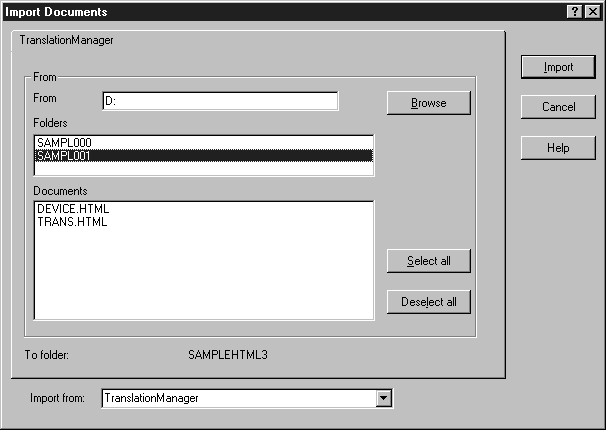 Import Documents
TranslationManager
From
From D:
Browse
Folders
SAMPL000
SAMPL001
Documents
DEVICE.HTML
TRANS.HTML
Select all
Deselect all
To folder: SAMPLEHTML3
Import from: TranslationManager
Import
Cancel
Help